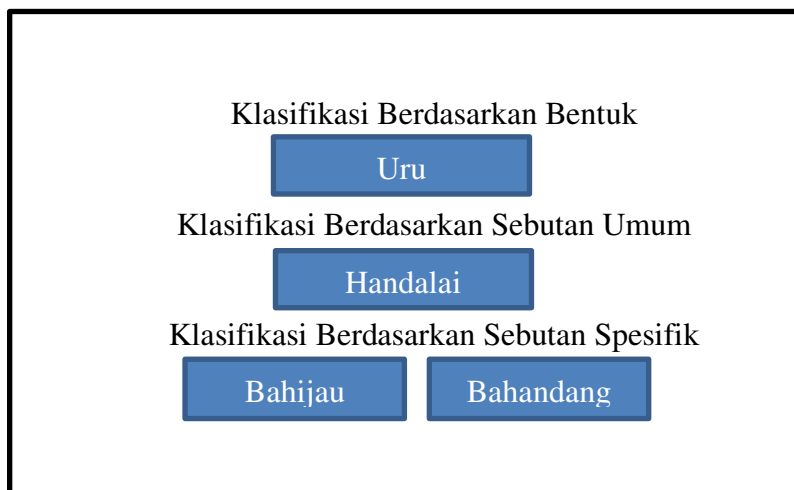 Klasifikasi Berdasarkan Bentuk
Uru
Klasifikasi Berdasarkan Sebutan Umum
Handalai
Klasifikasi Berdasarkan Sebutan Spesifik
Bahijau Bahandang